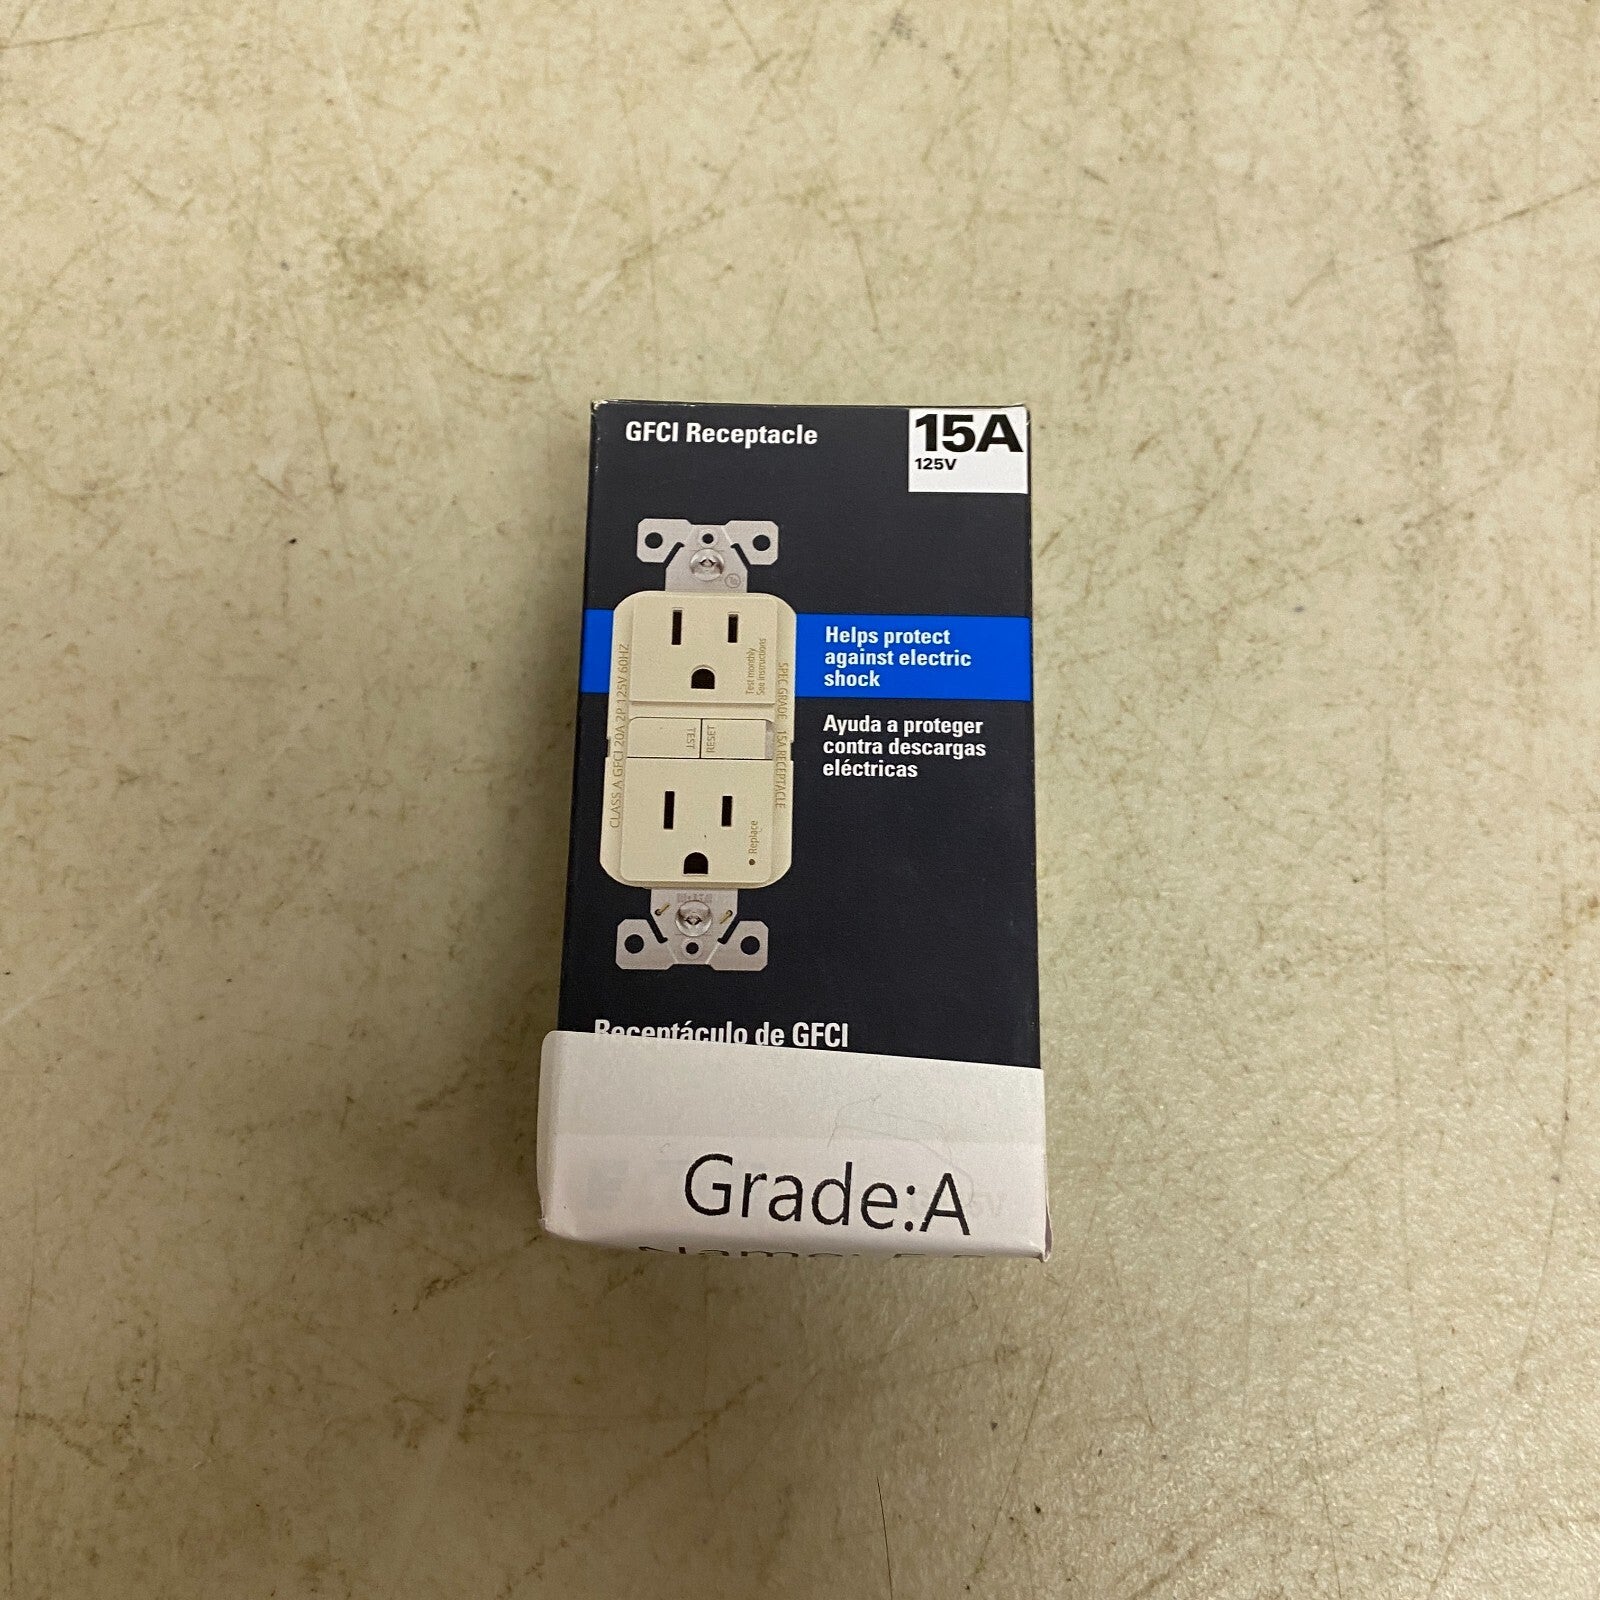 GFCI Receptacle
15A
125V
Helps protect
against electric
shock
Ayuda a proteger
contra descargas
eléctricas
CLASS A GFCI 20A 2P 125V 60HZ
Test monthly
See instructions
SPEC GRADE 15A RECEPTACLE
TEST
RESET
Replace
Receptáculo de GFCI
Grade:A